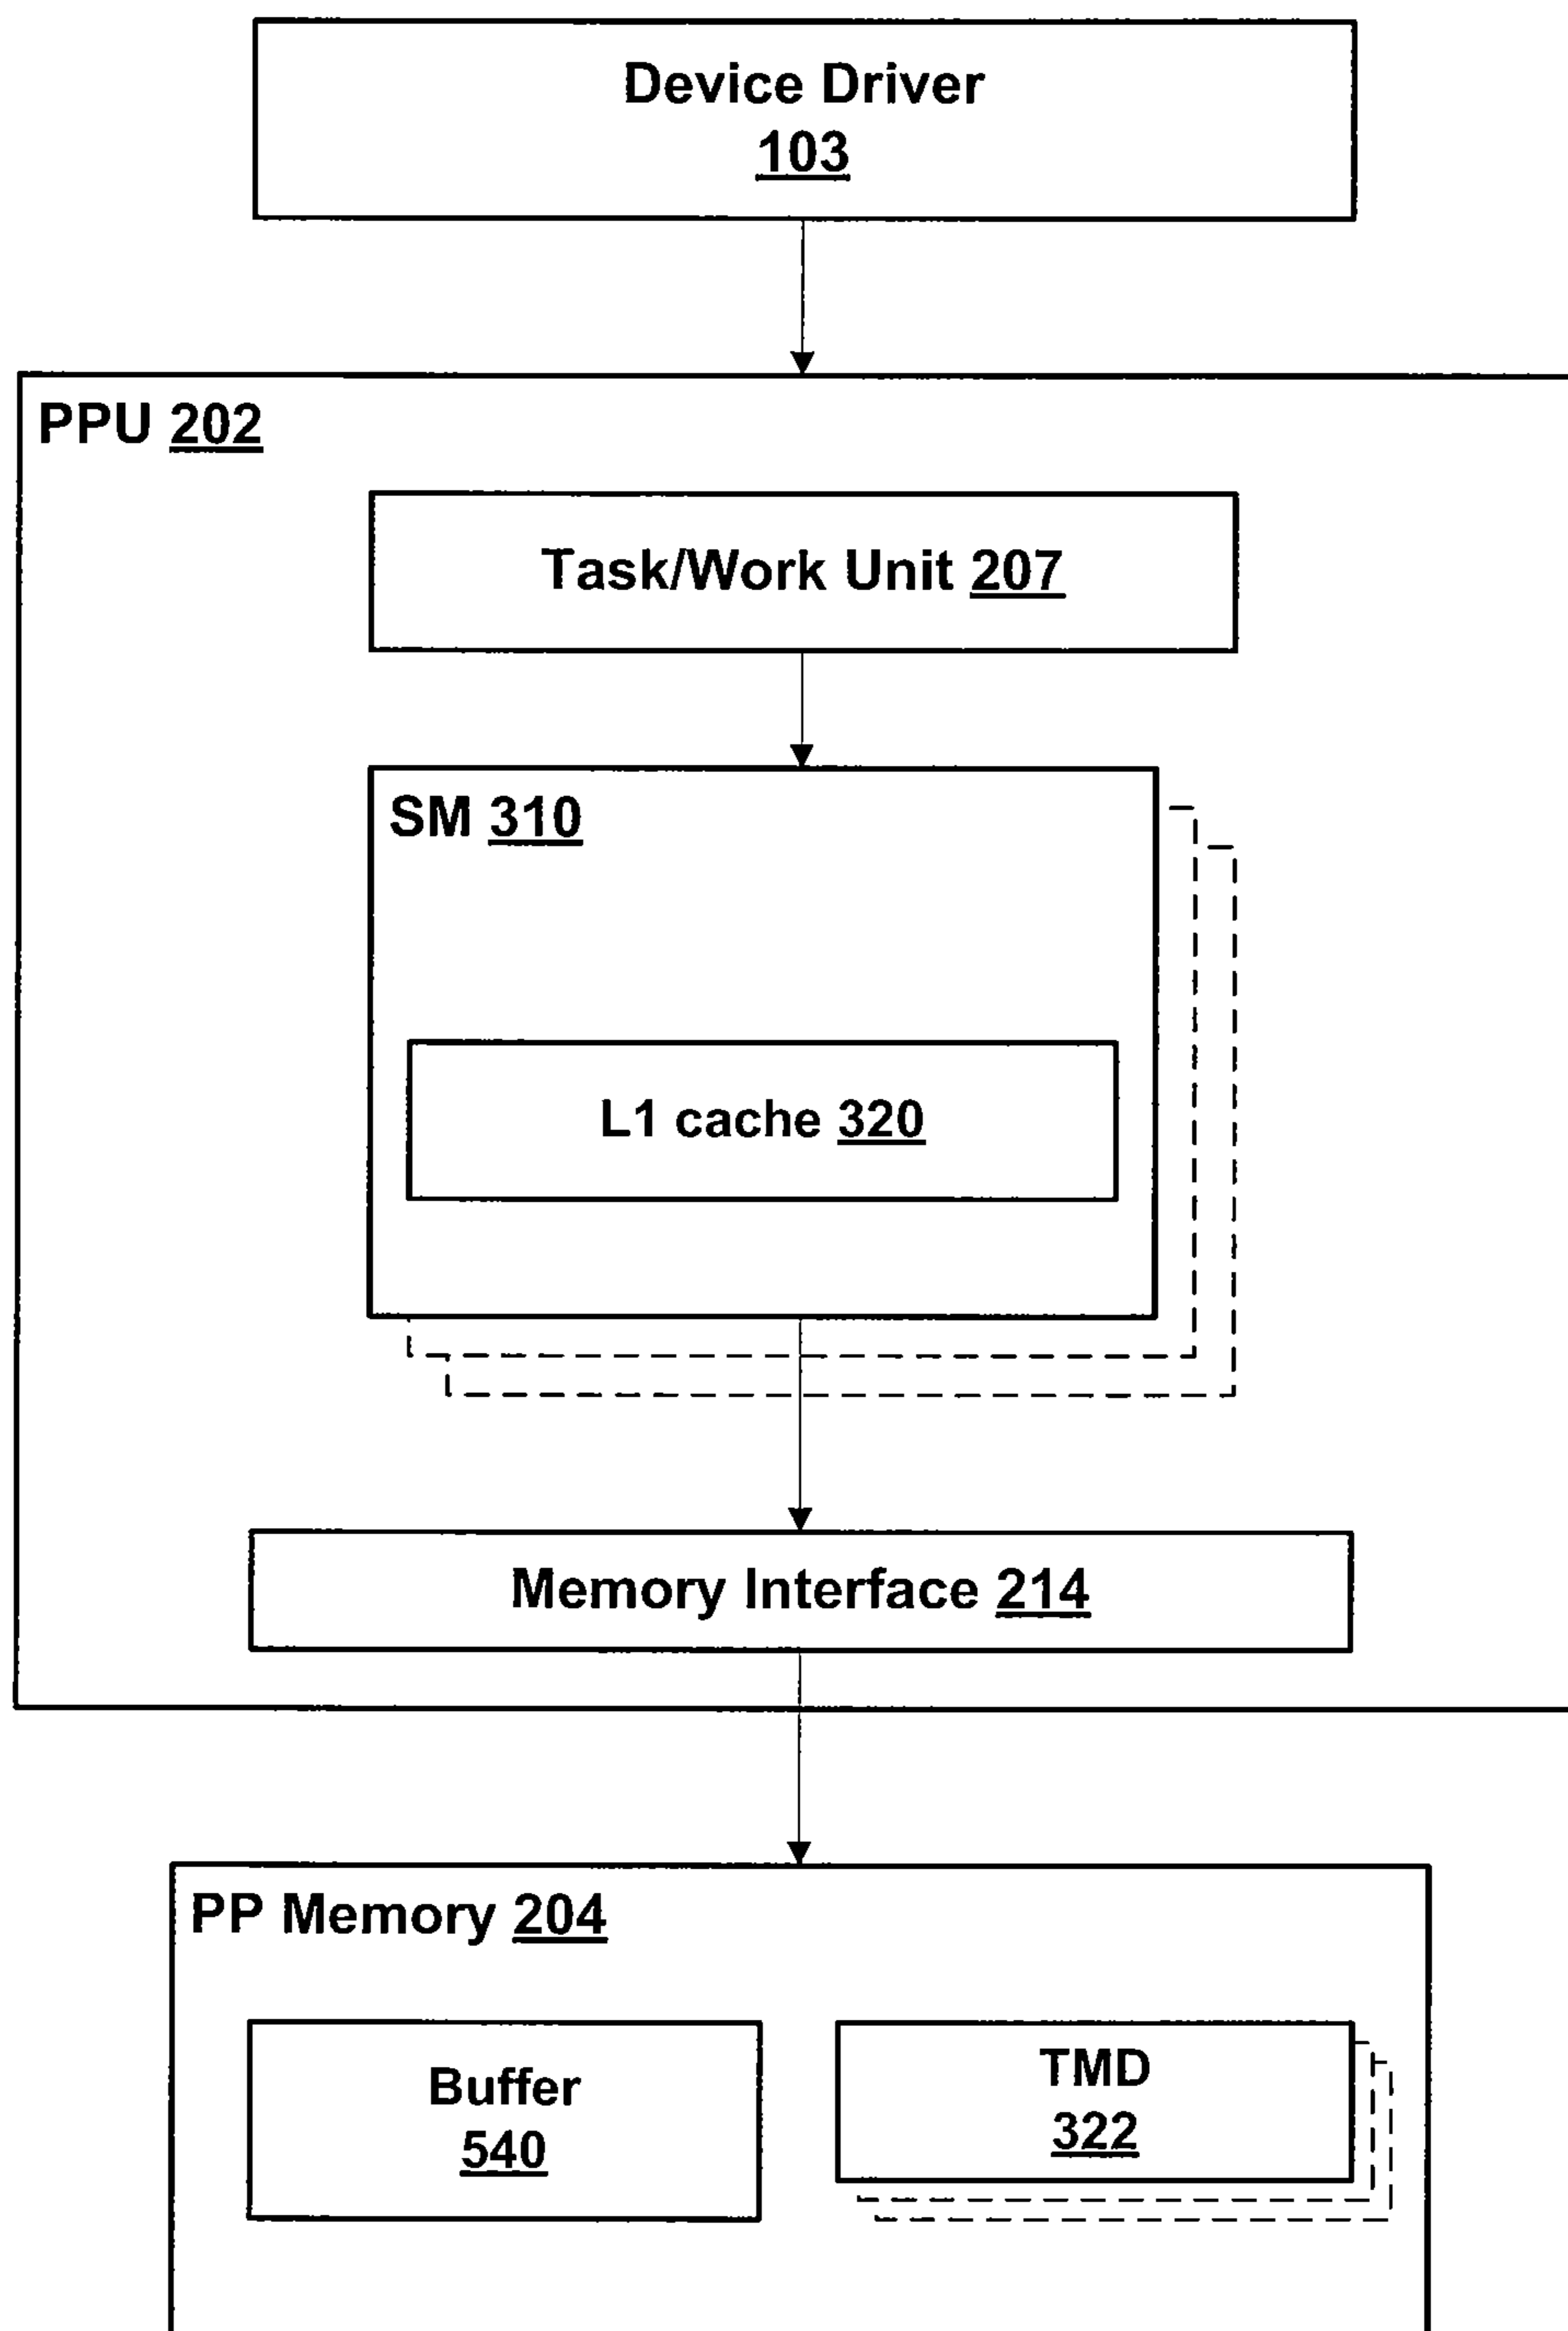 Device Driver
103
PPU 202
Task/Work Unit 207
SM 310
L1 cache 320
Memory Interface 214
PP Memory 204
Buffer
540
TMD
322